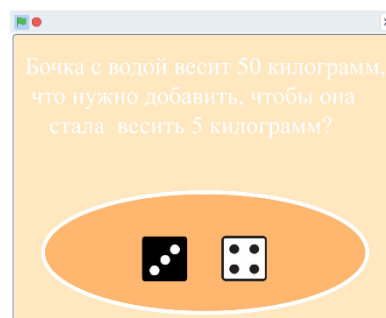 Бочка с водой весит 50 килограмм,
что нужно добавить, чтобы она
стала весить 5 килограмм?